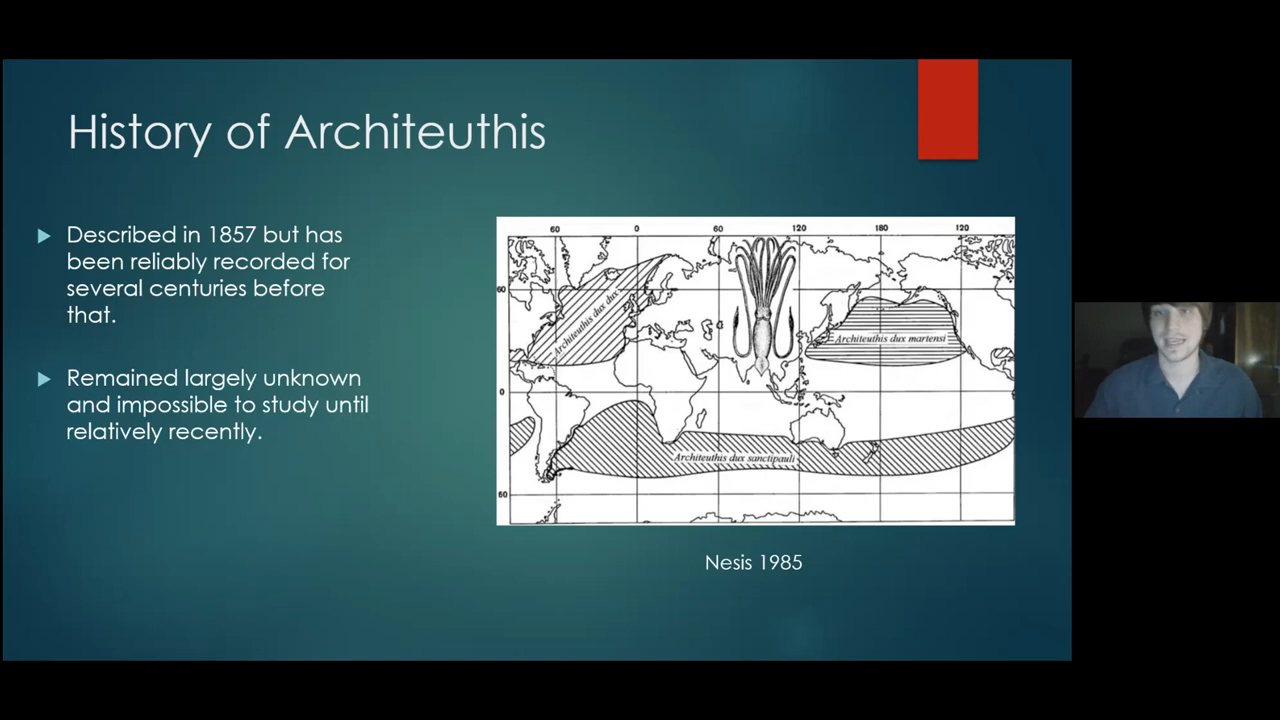 History of Architeuthis
Described in 1857 but has
been reliably recorded for
several centuries before
that.
Remained largely unknown
and impossible to study until
relatively recently.
60 0 60 120 180 120
60
Architeuthis dux dux
Architeuthis dux martensi
0
Architeuthis dux sanctipauli
60
Nesis 1985